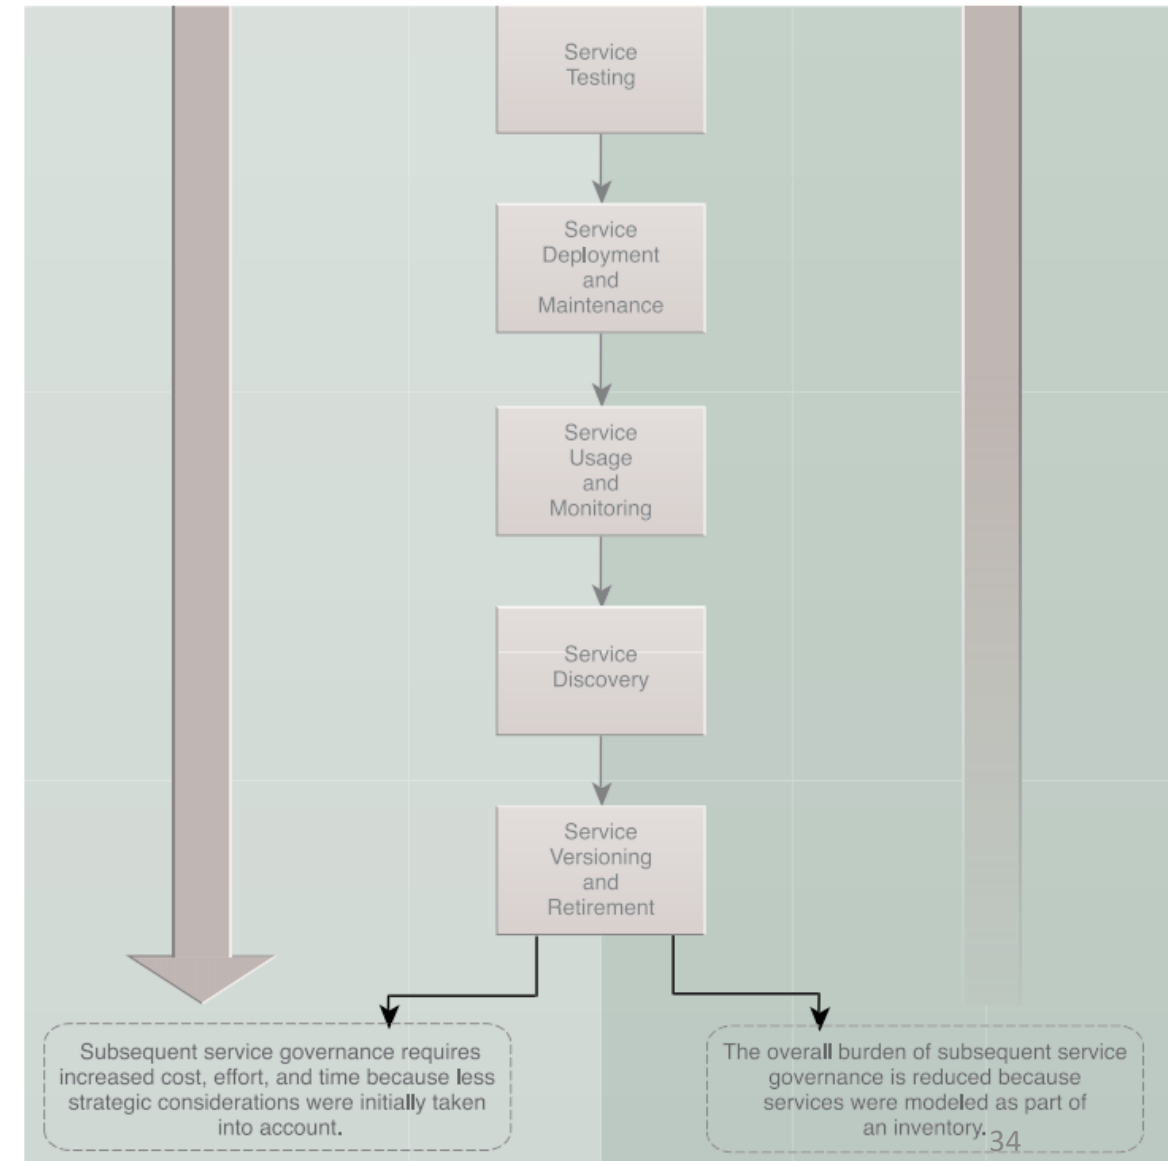 Service
Testing
Service
Deployment
and
Maintenance
Service
Usage
and
Monitoring
Service
Discovery
Service
Versioning
and
Retirement
Subsequent service governance requires
increased cost, effort, and time because less
strategic considerations were initially taken
into account.
The overall burden of subsequent service
governance is reduced because
services were modeled as part of
an inventory.
34